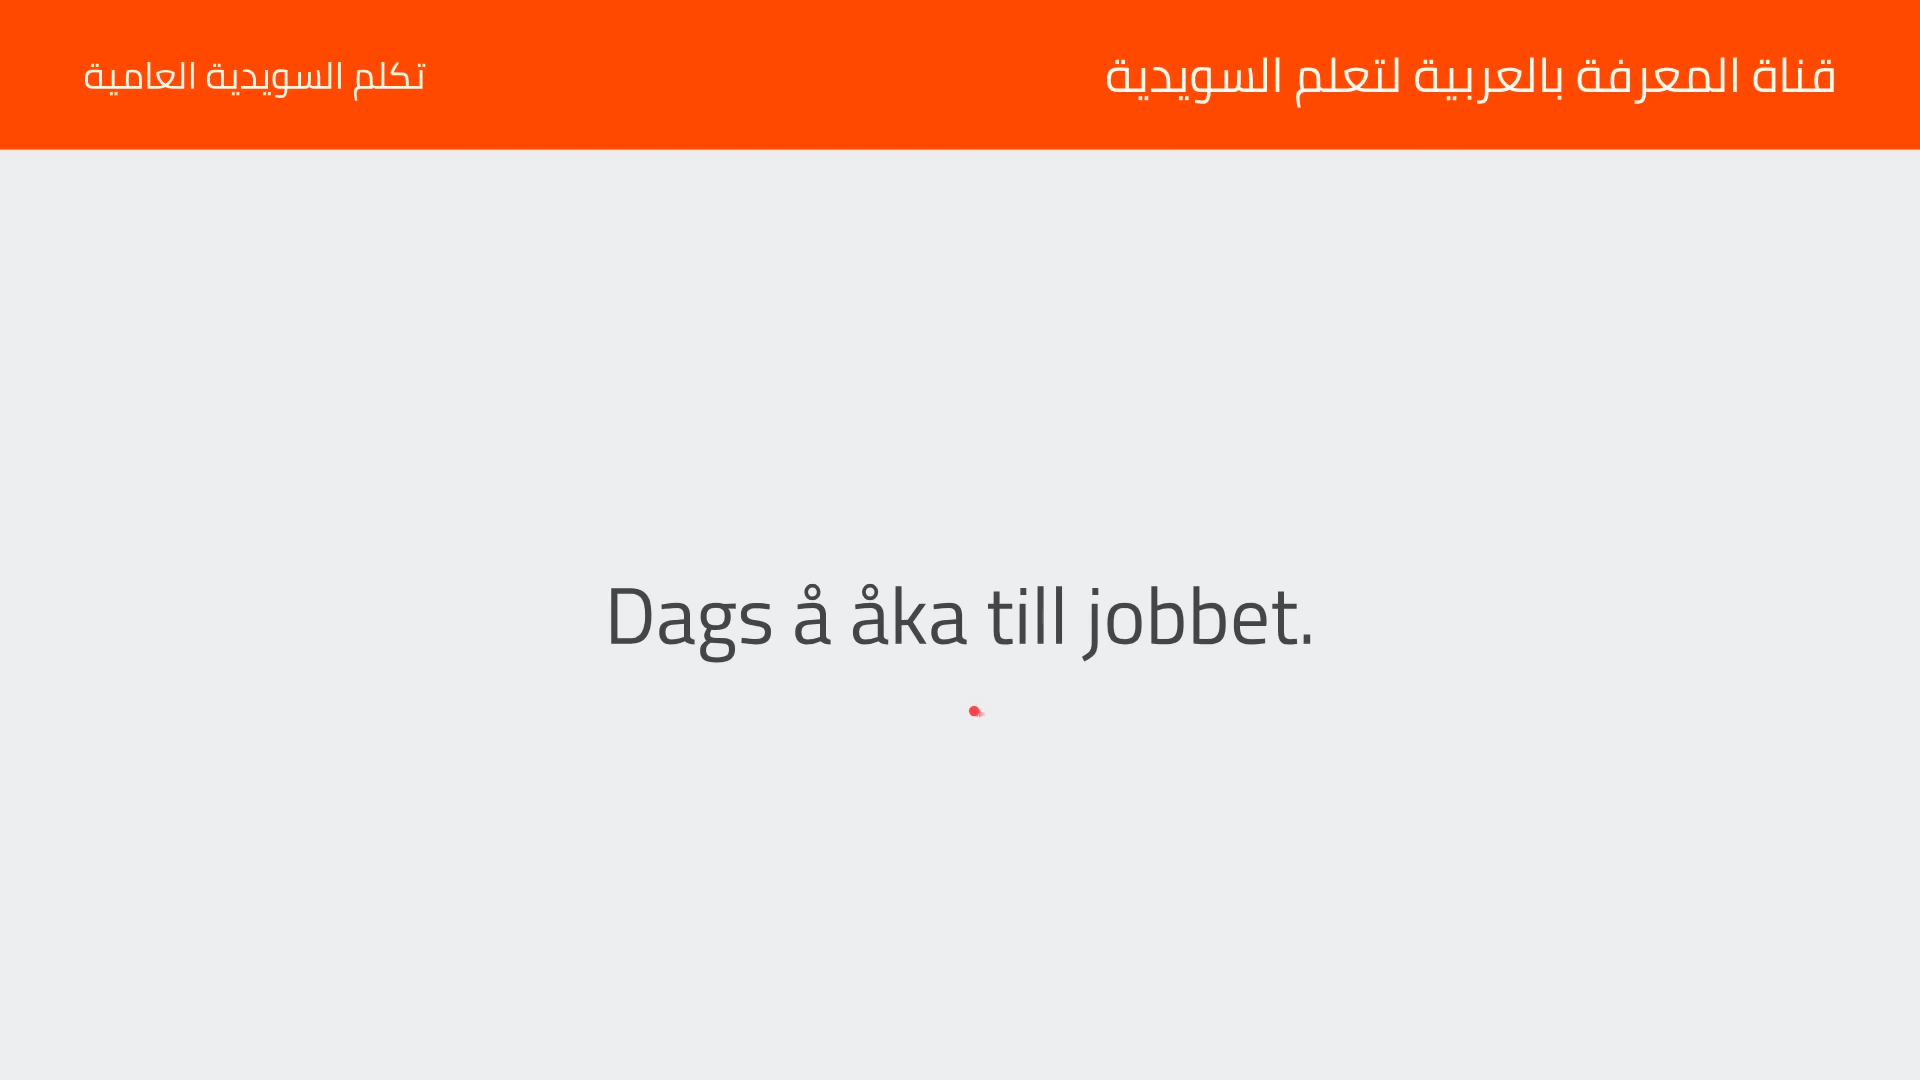 قناة المعرفة بالعربية لتعلم السويدية
تكلم السويدية العامية
Dags å åka till jobbet.